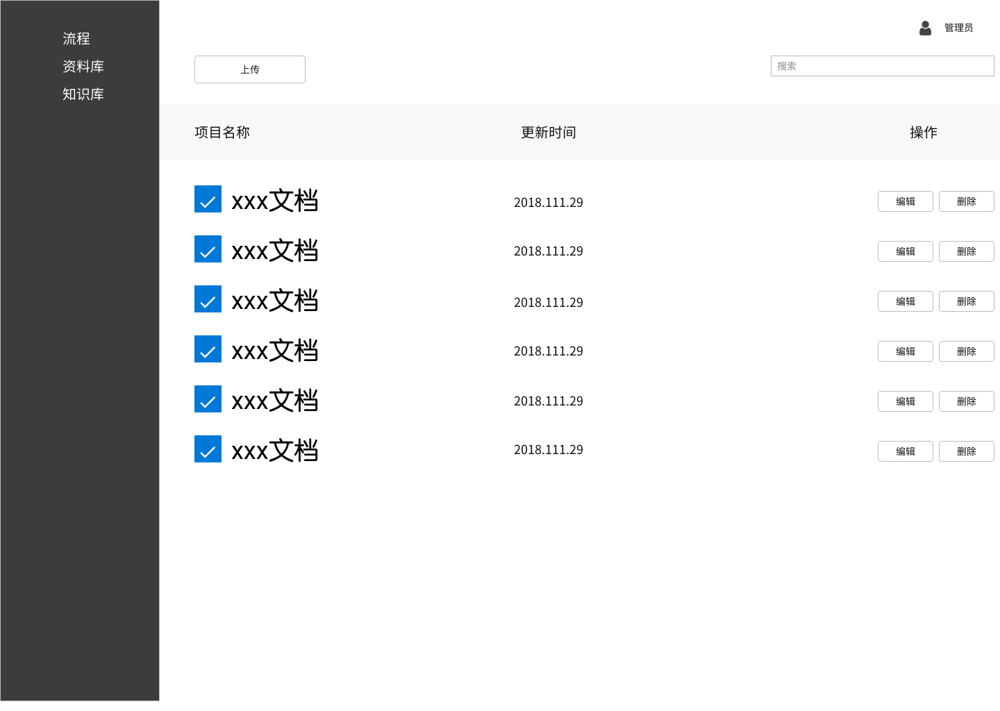 流程
资料库
知识库
管理员
上传
搜索
项目名称 更新时间 操作
xxx文档 2018.111.29 编辑 删除
xxx文档 2018.111.29 编辑 删除
xxx文档 2018.111.29 编辑 删除
xxx文档 2018.111.29 编辑 删除
xxx文档 2018.111.29 编辑 删除
xxx文档 2018.111.29 编辑 删除